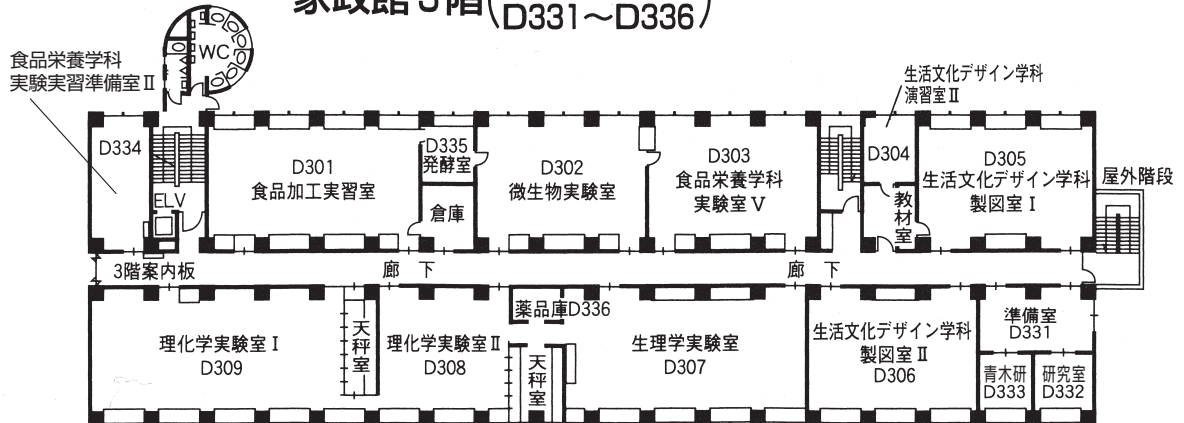 家政館3階
(D331～D336)
WC
食品栄養学科
実験実習準備室Ⅱ
生活文化デザイン学科
演習室Ⅱ
D334
ELV
D301
食品加工実習室
D335
発酵室
倉庫
D302
微生物実験室
D303
食品栄養学科
実験室Ⅴ
D304
教材室
D305
生活文化デザイン学科
製図室Ⅰ
屋外階段
3階案内板
廊下
廊下
理化学実験室Ⅰ
D309
天秤室
理化学実験室Ⅱ
D308
薬品庫D336
天秤室
生理学実験室
D307
生活文化デザイン学科
製図室Ⅱ
D306
準備室
D331
青木研
D333
研究室
D332